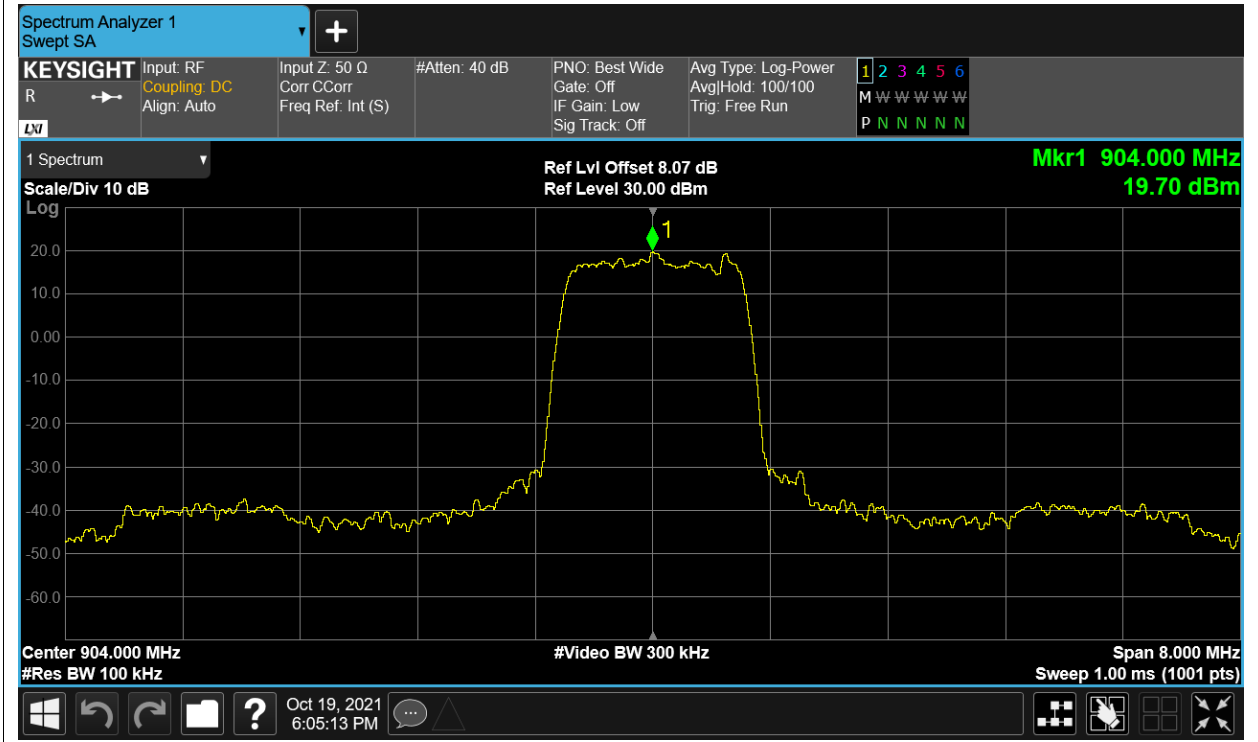 Spectrum Analyzer 1
Swept SA
+
KEYSIGHT
R
LXI
Input: RF
Coupling: DC
Align: Auto
Input Z: 50 Ω
Corr CCorr
Freq Ref: Int (S)
#Atten: 40 dB
PNO: Best Wide
Gate: Off
IF Gain: Low
Sig Track: Off
Avg Type: Log-Power
Avg|Hold: 100/100
Trig: Free Run
1 2 3 4 5 6
M W W W W W
P N N N N N
1 Spectrum
Scale/Div 10 dB
Ref Lvl Offset 8.07 dB
Ref Level 30.00 dBm
Mkr1 904.000 MHz
19.70 dBm
Log
1
20.0
10.0
0.00
-10.0
-20.0
-30.0
-40.0
-50.0
-60.0
Center 904.000 MHz
#Res BW 100 kHz
#Video BW 300 kHz
Span 8.000 MHz
Sweep 1.00 ms (1001 pts)
?
Oct 19, 2021
6:05:13 PM